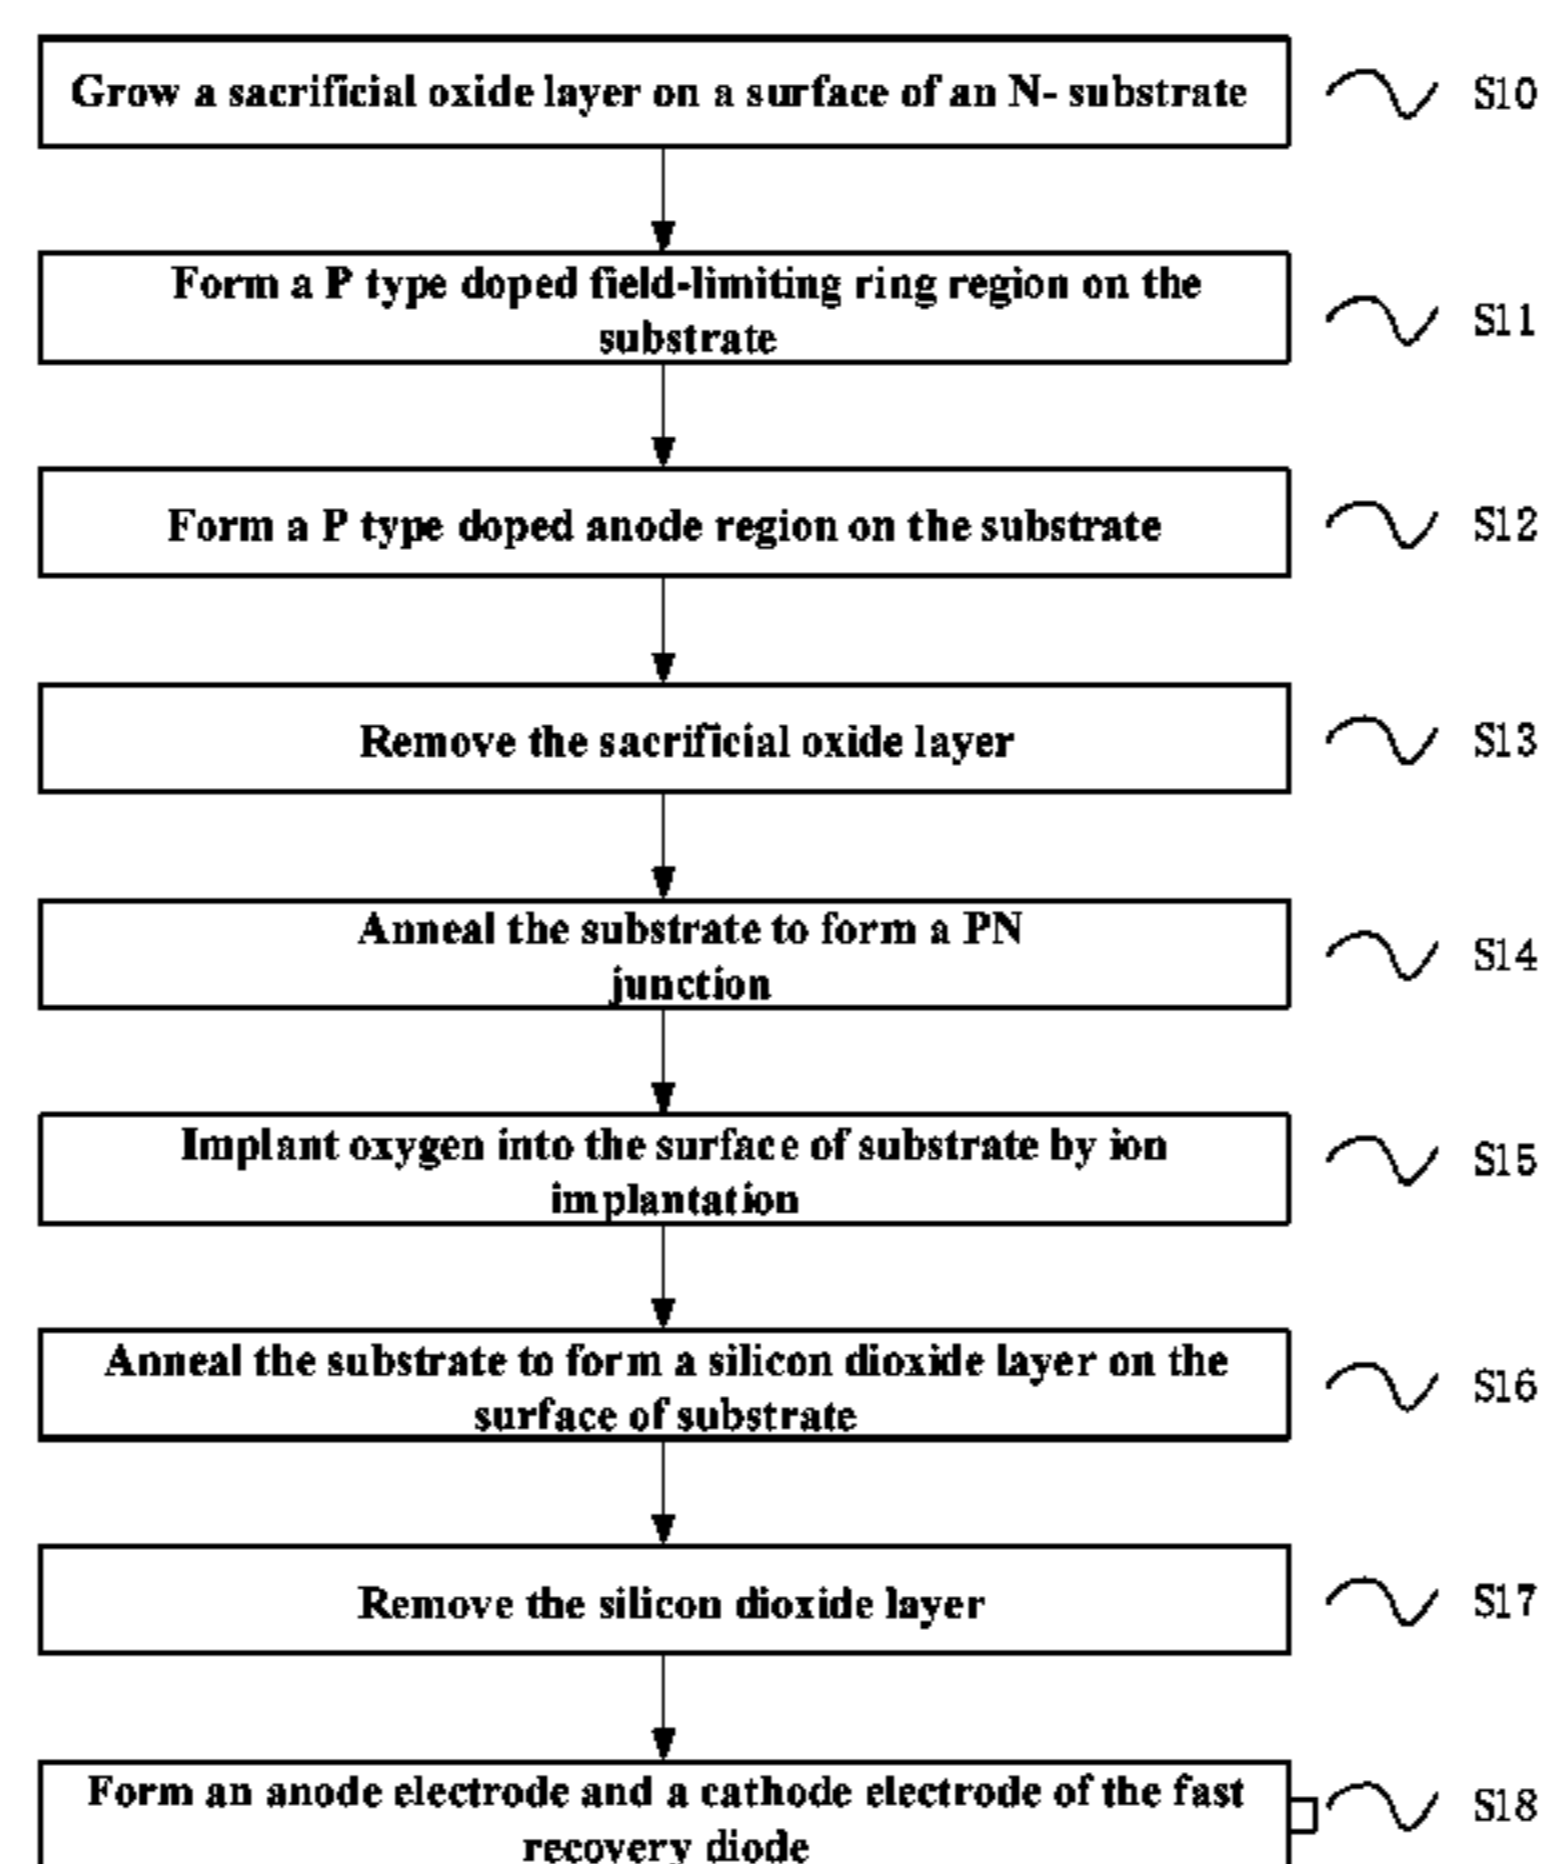 Grow a sacrificial oxide layer on a surface of an N- substrate S10
Form a P type doped field-limiting ring region on the
substrate
S11
Form a P type doped anode region on the substrate S12
Remove the sacrificial oxide layer S13
Anneal the substrate to form a PN
junction
S14
Implant oxygen into the surface of substrate by ion
implantation
S15
Anneal the substrate to form a silicon dioxide layer on the
surface of substrate
S16
Remove the silicon dioxide layer S17
Form an anode electrode and a cathode electrode of the fast
recovery diode
S18